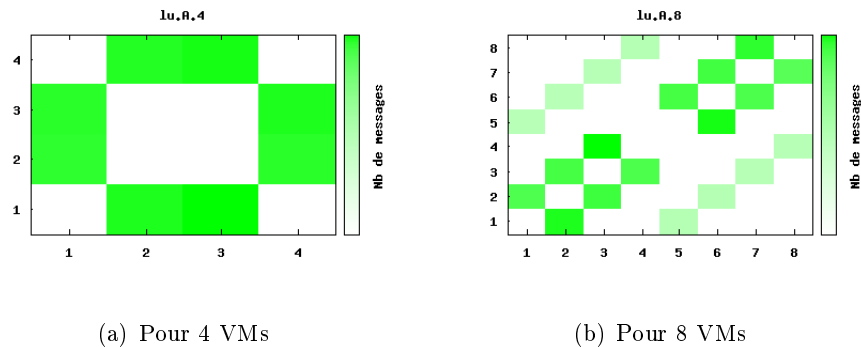 lu.A.4
4
3
2
1
1 2 3 4
Nb de messages
(a) Pour 4 VMs
lu.A.8
8
7
6
5
4
3
2
1
1 2 3 4 5 6 7 8
Nb de messages
(b) Pour 8 VMs